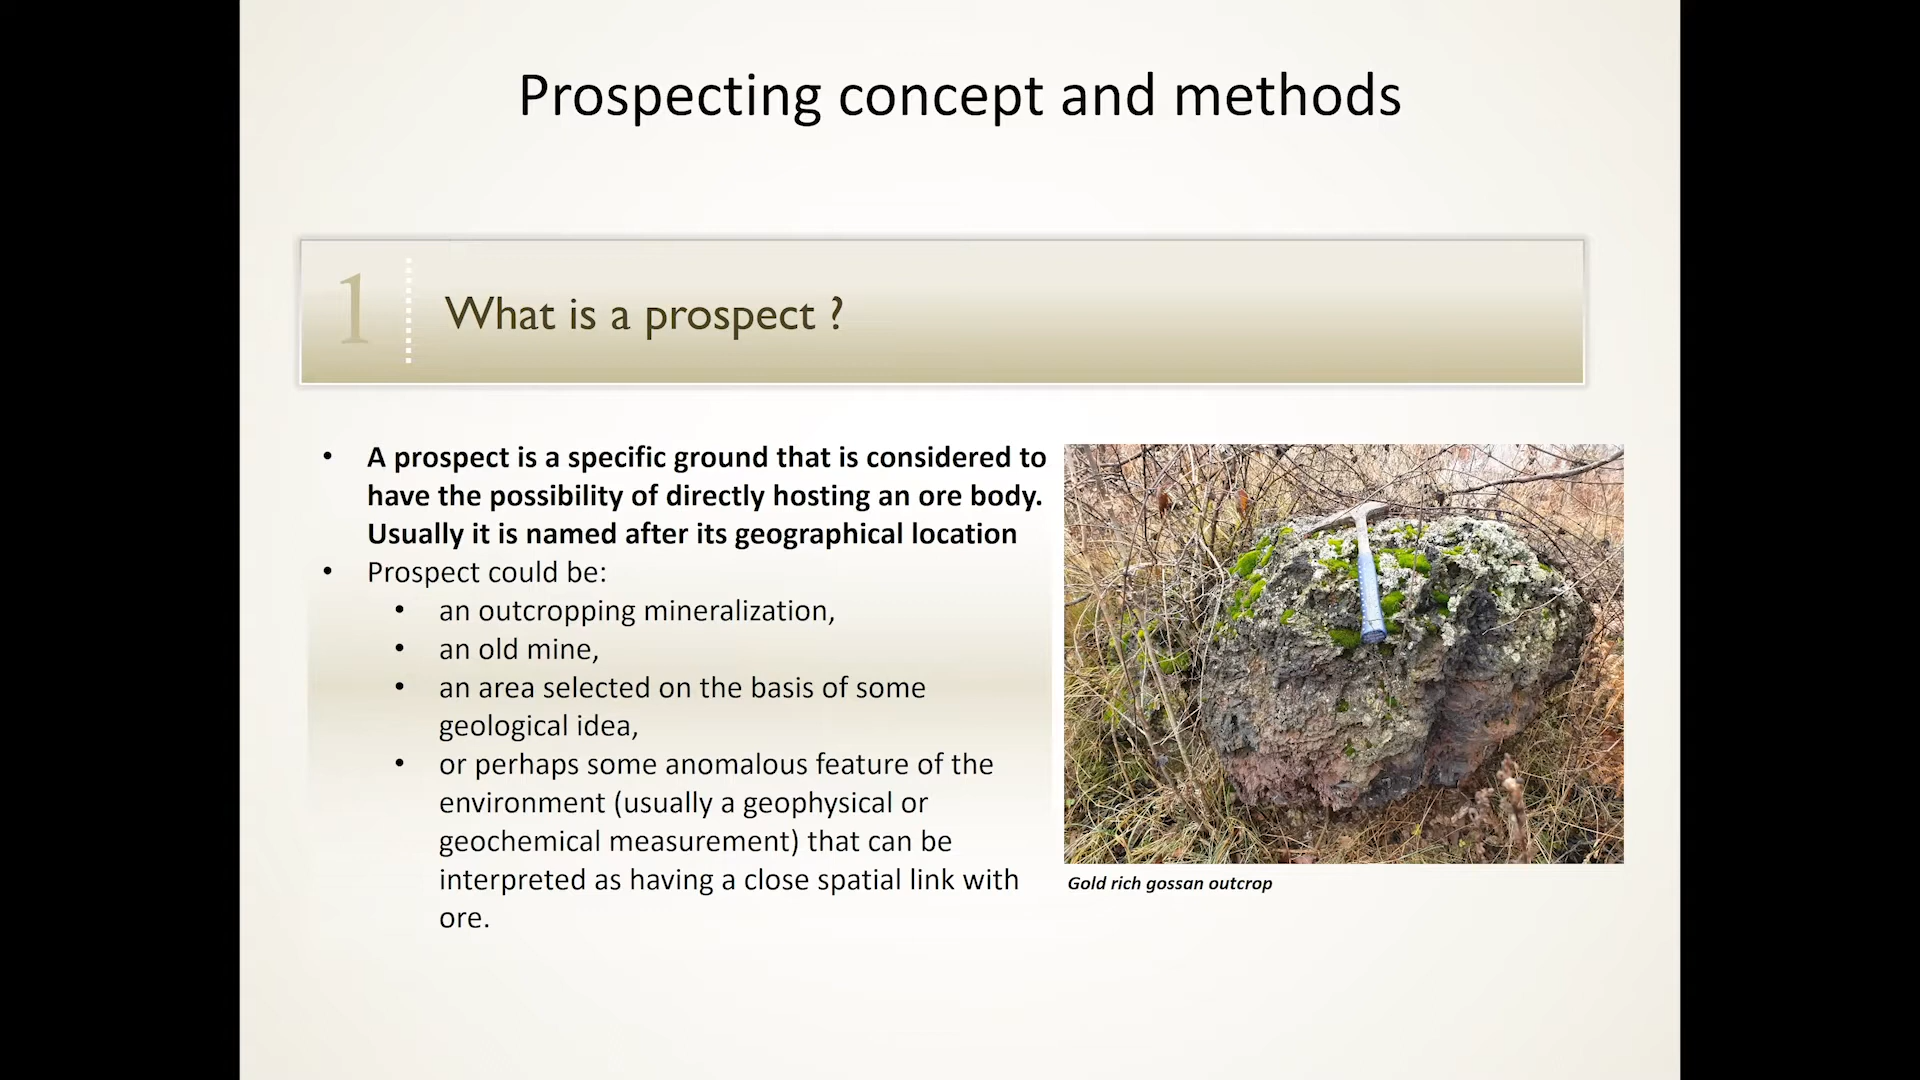 Prospecting concept and methods
1
What is a prospect ?
• A prospect is a specific ground that is considered to
have the possibility of directly hosting an ore body.
Usually it is named after its geographical location
• Prospect could be:
• an outcropping mineralization,
• an old mine,
• an area selected on the basis of some
geological idea,
• or perhaps some anomalous feature of the
environment (usually a geophysical or
geochemical measurement) that can be
interpreted as having a close spatial link with
ore.
Gold rich gossan outcrop